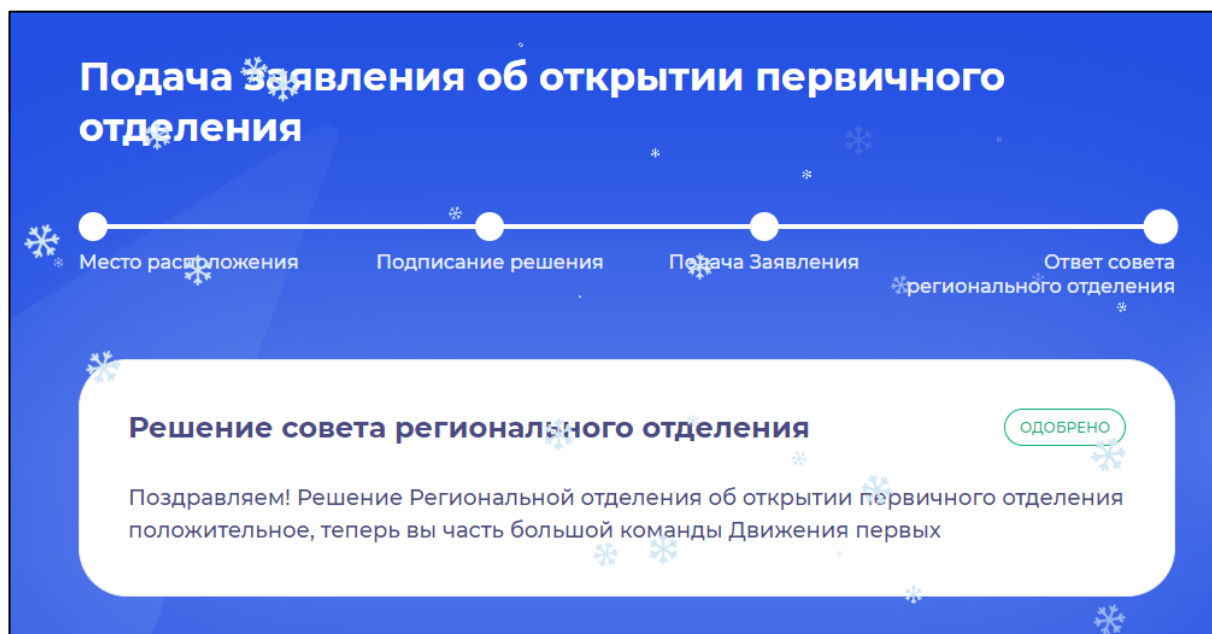 Подача заявления об открытии первичного
отделения
Место расположения
Подписание решения
Подача Заявления
Ответ совета
регионального отделения
Решение совета регионального отделения
ОДОБРЕНО
Поздравляем! Решение Региональной отделения об открытии первичного отделения
положительное, теперь вы часть большой команды Движения первых